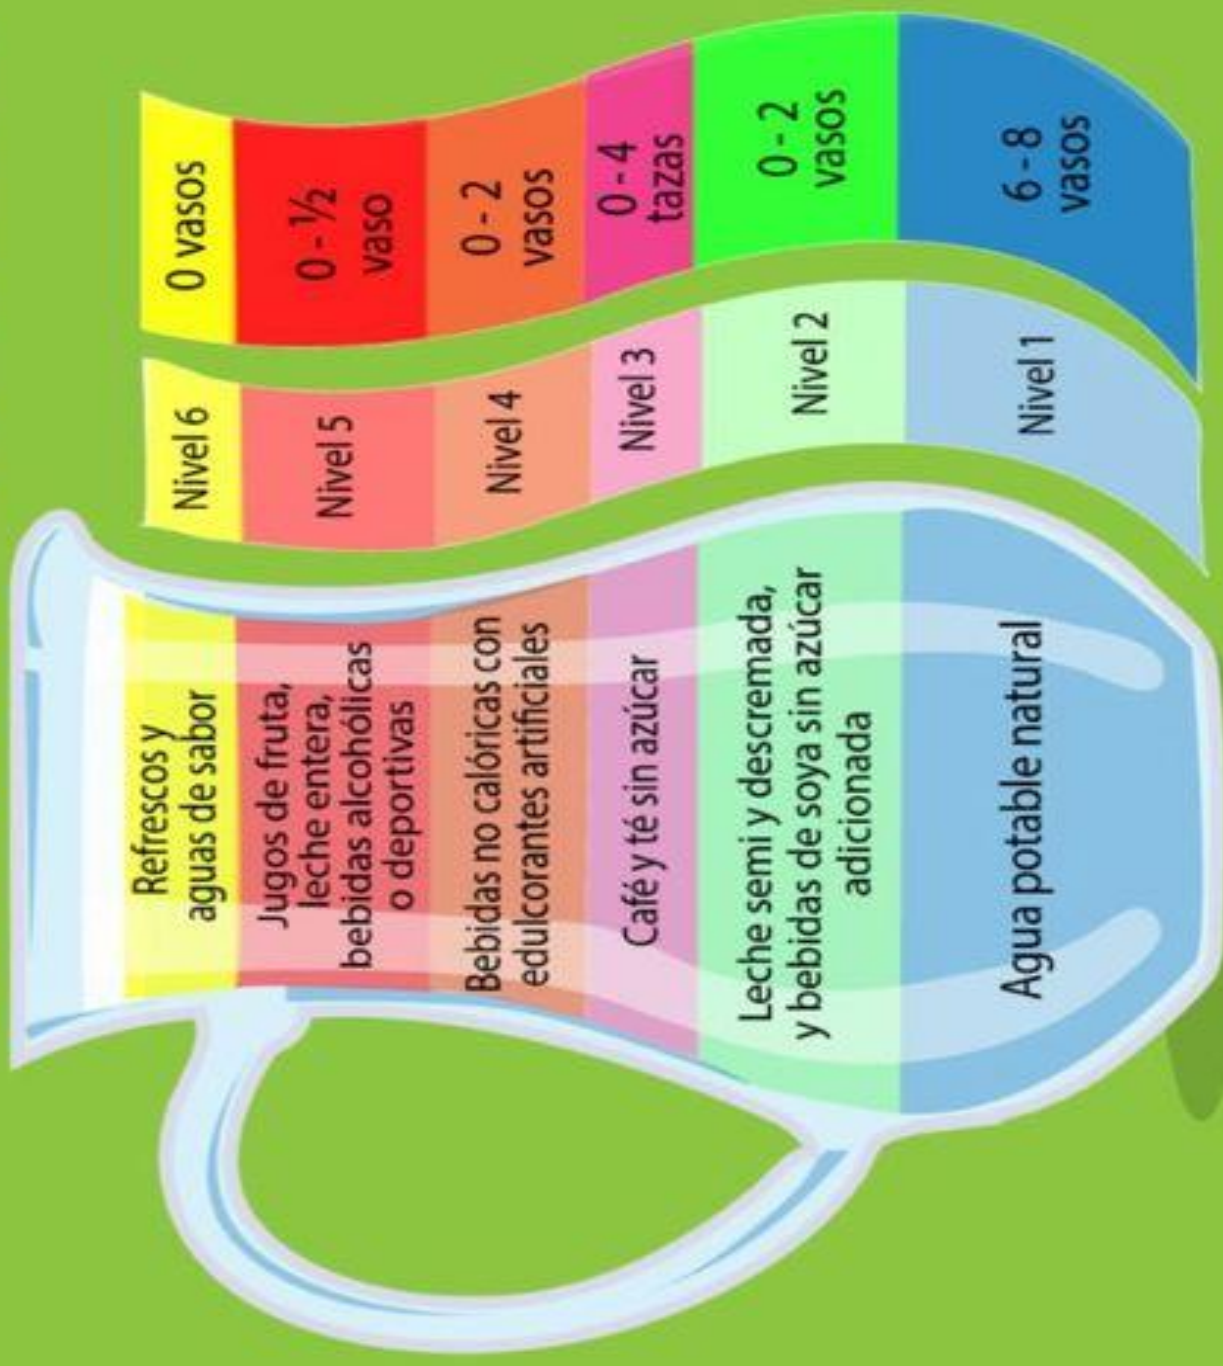 Refrescos y
aguas de sabor
Nivel 6
0 vasos
Jugos de fruta,
leche entera,
bebidas alcohólicas
o deportivas
Nivel 5
0 - ½
vaso
Bebidas no calóricas con
edulcorantes artificiales
Nivel 4
0 - 2
vasos
Café y té sin azúcar
Nivel 3
0 - 4
tazas
Leche semi y descremada,
y bebidas de soya sin azúcar
adicionada
Nivel 2
0 - 2
vasos
Agua potable natural
Nivel 1
6 - 8
vasos